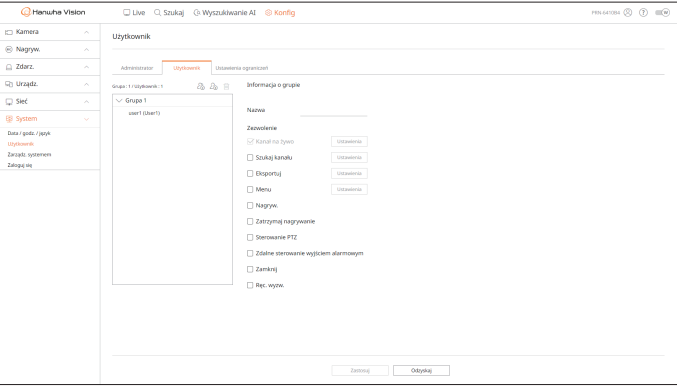 Hanwha Vision
Live Szukaj Wyszukiwanie AI Konfig
PRN-6410B4
Kamera
Nagryw.
Zdarz.
Urządz.
Sieć
System
Data / godz. / język
Użytkownik
Zarządz. systemem
Zaloguj się
Użytkownik
Administrator Użytkownik Ustawienia ograniczeń
Grupa : 1 / Użytkownik : 1
Grupa 1
user1 (User1)
Informacja o grupie
Nazwa
Zezwolenie
Kanał na żywo Ustawienia
Szukaj kanału Ustawienia
Eksportuj Ustawienia
Menu Ustawienia
Nagryw.
Zatrzymaj nagrywanie
Sterowanie PTZ
Zdalne sterowanie wyjściem alarmowym
Zamknij
Ręc. wyzw.
Zastosuj Odzyskaj